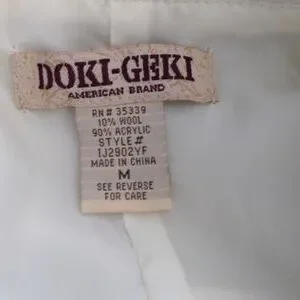 DOKI-GEKI
AMERICAN BRAND
RN# 35339
10% WOOL
90% ACRYLIC
STYLE#
1J2902YF
MADE IN CHINA
M
SEE REVERSE
FOR CARE